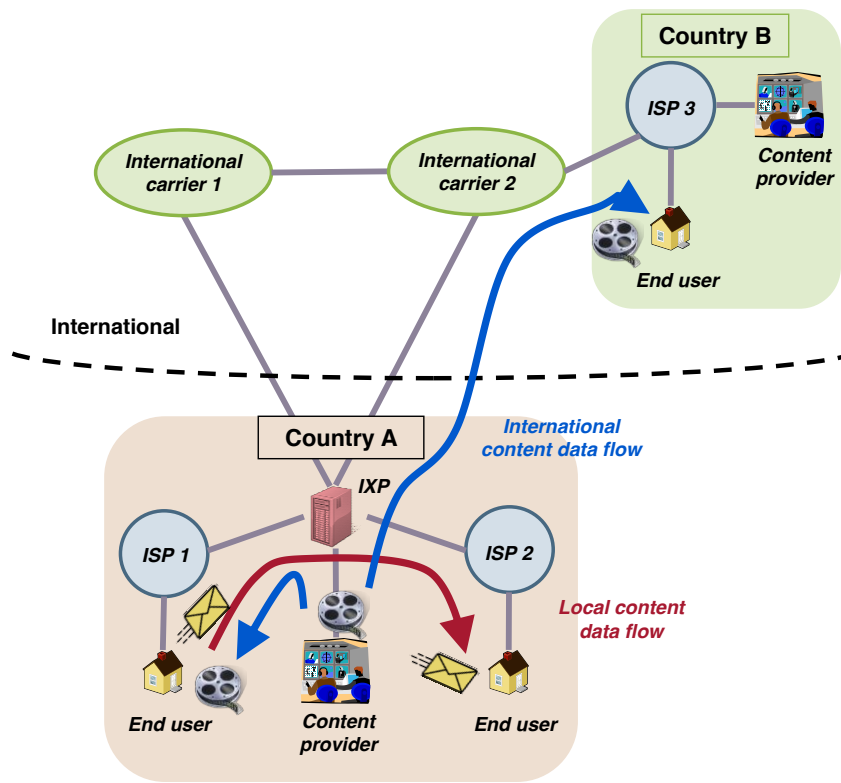 Country B
ISP 3
Content
provider
International
carrier 1
International
carrier 2
End user
International
Country A
International
content data flow
IXP
ISP 1
ISP 2
Local content
data flow
End user
Content
provider
End user